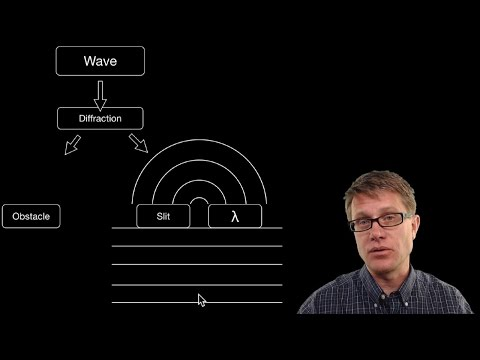 Wave
Diffraction
Obstacle
Slit
λ